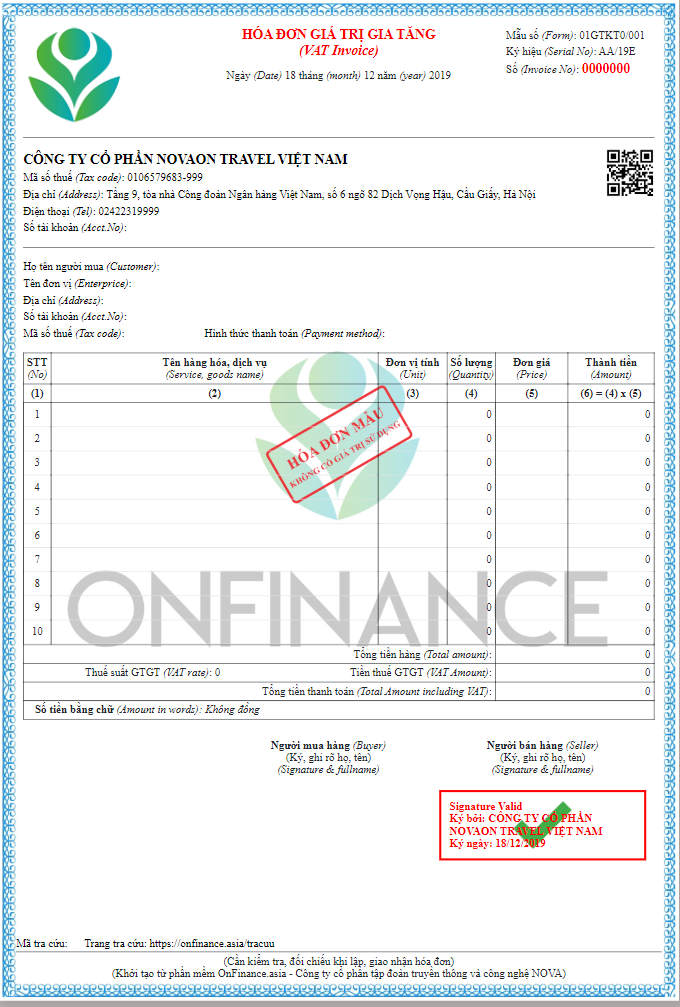 HÓA ĐƠN GIÁ TRỊ GIA TĂNG
(VAT Invoice)
Ngày (Date) 18 tháng (month) 12 năm (year) 2019
Mẫu số (Form): 01GTKT0/001
Ký hiệu (Serial No): AA/19E
Số (Invoice No): 0000000
CÔNG TY CỔ PHẦN NOVAON TRAVEL VIỆT NAM
Mã số thuế (Tax code): 0106579683-999
Địa chỉ (Address): Tầng 9, tòa nhà Công đoàn Ngân hàng Việt Nam, số 6 ngõ 82 Dịch Vọng Hậu, Cầu Giấy, Hà Nội
Điện thoại (Tel): 02422319999
Số tài khoản (Acct.No):
Họ tên người mua (Customer):
Tên đơn vị (Enterprice):
Địa chỉ (Address):
Số tài khoản (Acct.No):
Mã số thuế (Tax code): Hình thức thanh toán (Payment method):
STT Tên hàng hóa, dịch vụ Đơn vị tính Số lượng Đơn giá Thành tiền
(No) (Service, goods name) (Unit) (Quantity) (Price) (Amount)
(1) (2) (3) (4) (5) (6) = (4) x (5)
1 0 0
2 0 0
3 0 0
4 0 0
5 0 0
6 0 0
7 0 0
8 0 0
9 0 0
10 0 0
HÓA ĐƠN MẪU
KHÔNG CÓ GIÁ TRỊ SỬ DỤNG
ONFINANCE
Tổng tiền hàng (Total amount): 0
Thuế suất GTGT (VAT rate): 0 Tiền thuế GTGT (VAT Amount): 0
Tổng tiền thanh toán (Total Amount including VAT): 0
Số tiền bằng chữ (Amount in words): Không đồng
Người mua hàng (Buyer) Người bán hàng (Seller)
(Ký, ghi rõ họ, tên) (Ký, ghi rõ họ, tên)
(Signature & fullname) (Signature & fullname)
Signature Valid
Ký bởi: CÔNG TY CỔ PHẦN
NOVAON TRAVEL VIỆT NAM
Ký ngày: 18/12/2019
Mã tra cứu: Trang tra cứu: https://onfinance.asia/tracuu
(Cần kiểm tra, đối chiếu khi lập, giao nhận hóa đơn)
(Khởi tạo từ phần mềm OnFinance.asia - Công ty cổ phần tập đoàn truyền thông và công nghệ NOVA)